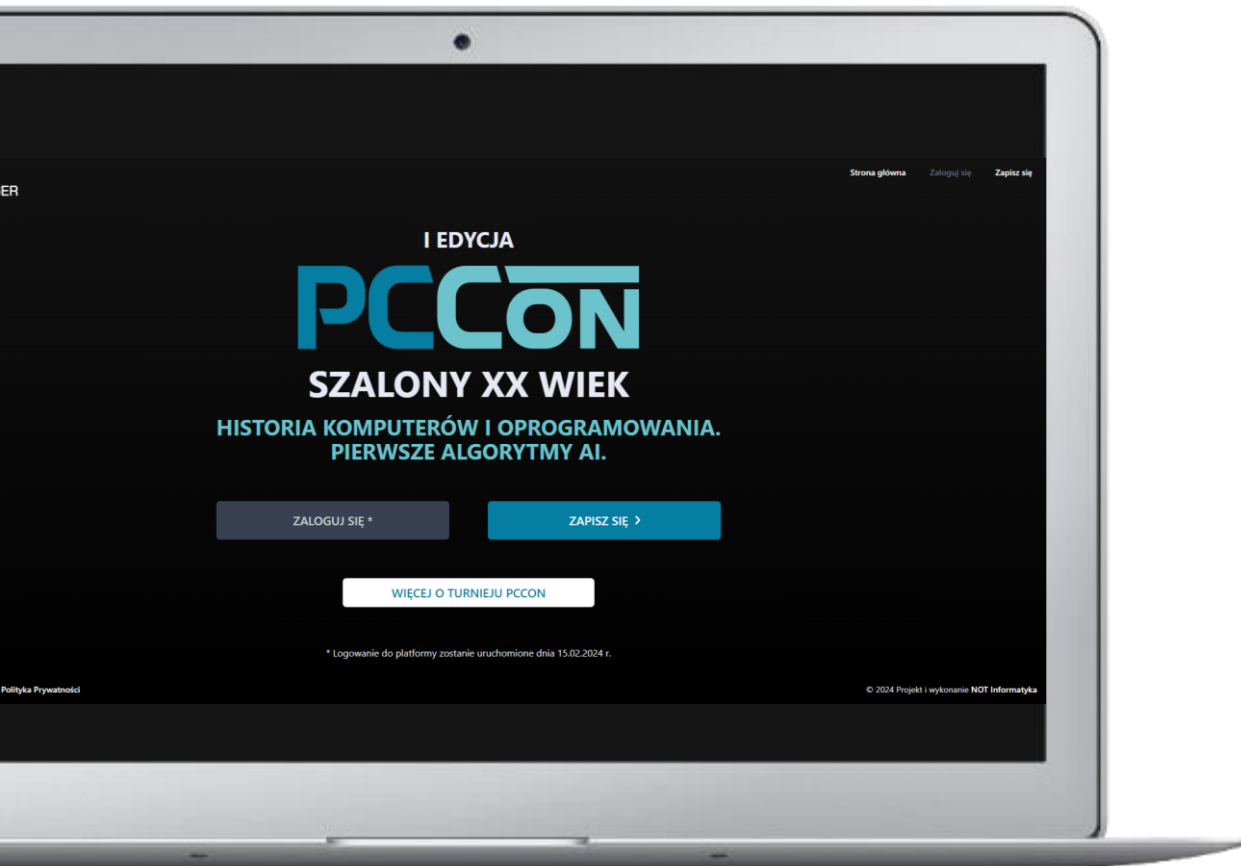 Strona główna Zaloguj się Zapisz się
I EDYCJA
PCCON
SZALONY XX WIEK
HISTORIA KOMPUTERÓW I OPROGRAMOWANIA.
PIERWSZE ALGORYTMY AI.
ZALOGUJ SIĘ * ZAPISZ SIĘ >
WIĘCEJ O TURNIEJU PCCON
* Logowanie do platformy zostanie uruchomione dnia 15.02.2024 r.
Polityka Prywatności © 2024 Projekt i wykonanie NOT Informatyka